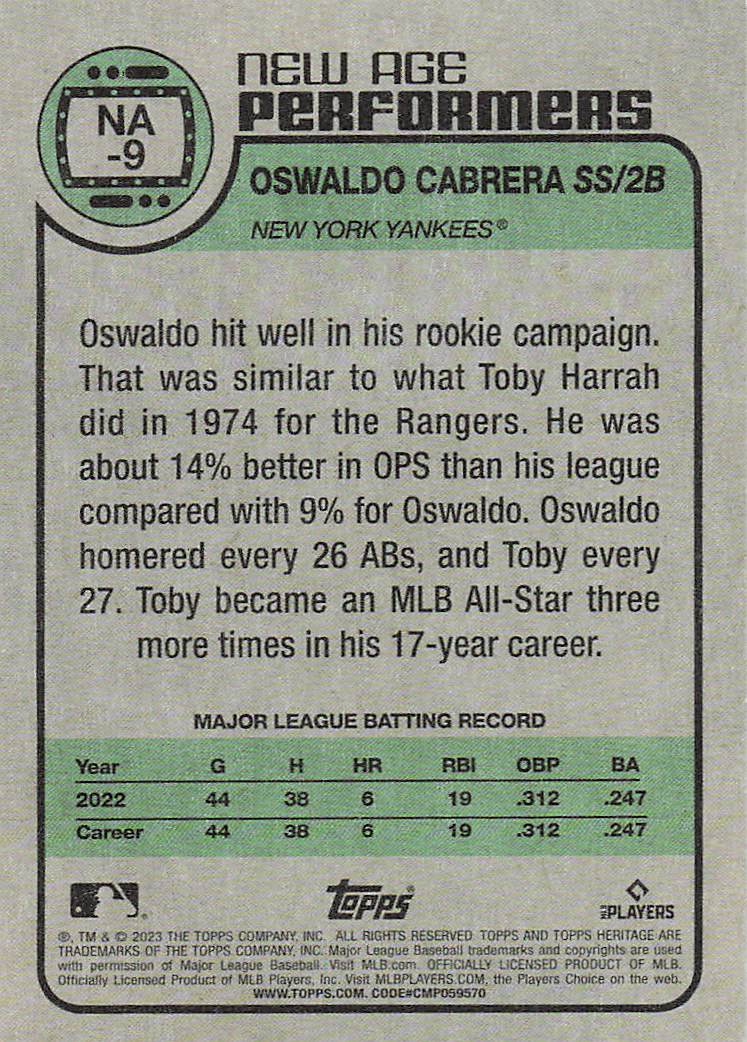 NEW AGE
PERFORMERS
NA
-9
OSWALDO CABRERA SS/2B
NEW YORK YANKEES®
Oswaldo hit well in his rookie campaign.
That was similar to what Toby Harrah
did in 1974 for the Rangers. He was
about 14% better in OPS than his league
compared with 9% for Oswaldo. Oswaldo
homered every 26 ABs, and Toby every
27. Toby became an MLB All-Star three
more times in his 17-year career.
MAJOR LEAGUE BATTING RECORD
Year G H HR RBI OBP BA
2022 44 38 6 19 .312 .247
Career 44 38 6 19 .312 .247
Topps®
MLB PLAYERS
®, TM & © 2023 THE TOPPS COMPANY, INC. ALL RIGHTS RESERVED TOPPS AND TOPPS HERITAGE ARE
TRADEMARKS OF THE TOPPS COMPANY, INC. Major League Baseball trademarks and copyrights are used
with permission of Major League Baseball. Visit MLB.com. OFFICIALLY LICENSED PRODUCT OF MLB.
Officially Licensed Product of MLB Players, Inc. Visit MLBPLAYERS.COM, the Players Choice on the web.
WWW.TOPPS.COM. CODE#CMP059570